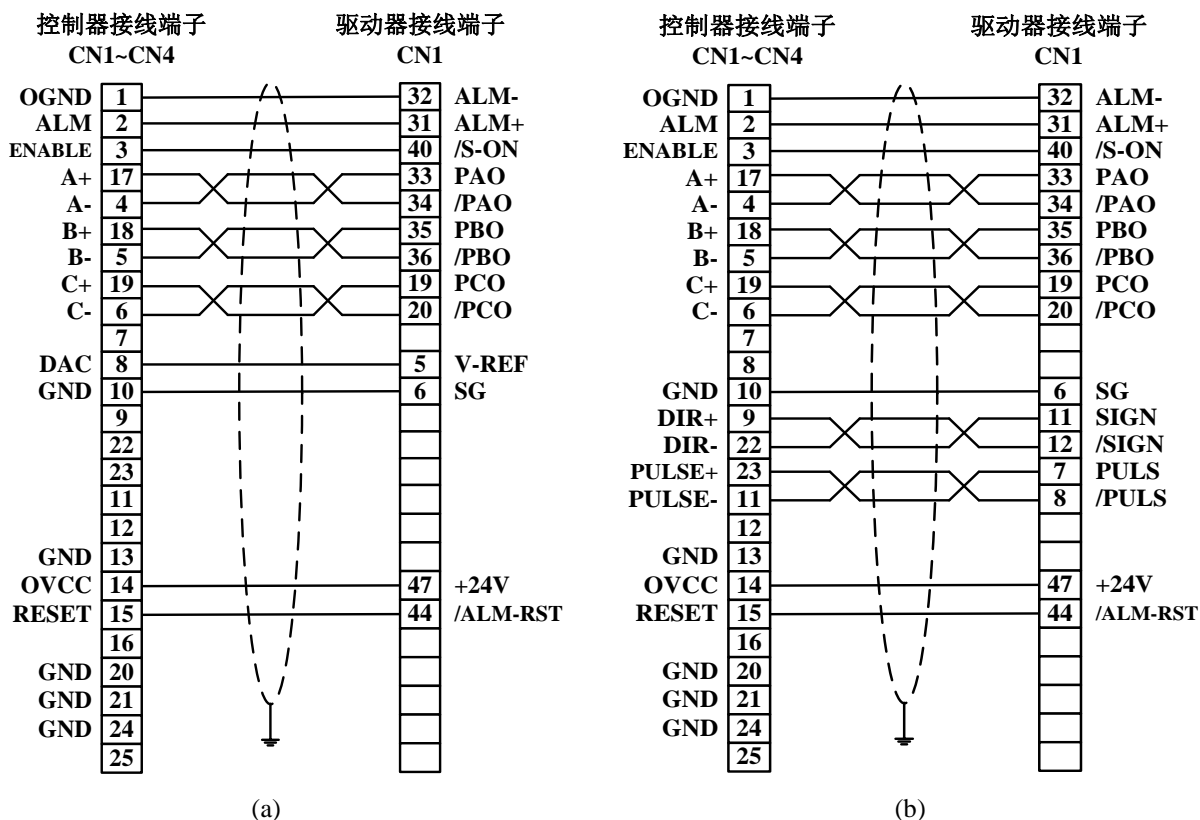 控制器接线端子 驱动器接线端子
CN1~CN4 CN1
OGND 1 32 ALM-
ALM 2 31 ALM+
ENABLE 3 40 /S-ON
A+ 17 33 PAO
A- 4 34 /PAO
B+ 18 35 PBO
B- 5 36 /PBO
C+ 19 19 PCO
C- 6 20 /PCO
7
DAC 8 5 V-REF
GND 10 6 SG
9
22
23
11
12
GND 13
OVCC 14 47 +24V
RESET 15 44 /ALM-RST
16
GND 20
GND 21
GND 24
25
(a)
控制器接线端子 驱动器接线端子
CN1~CN4 CN1
OGND 1 32 ALM-
ALM 2 31 ALM+
ENABLE 3 40 /S-ON
A+ 17 33 PAO
A- 4 34 /PAO
B+ 18 35 PBO
B- 5 36 /PBO
C+ 19 19 PCO
C- 6 20 /PCO
7
8
GND 10 6 SG
DIR+ 9 11 SIGN
DIR- 22 12 /SIGN
PULSE+ 23 7 PULS
PULSE- 11 8 /PULS
12
GND 13
OVCC 14 47 +24V
RESET 15 44 /ALM-RST
16
GND 20
GND 21
GND 24
25
(b)